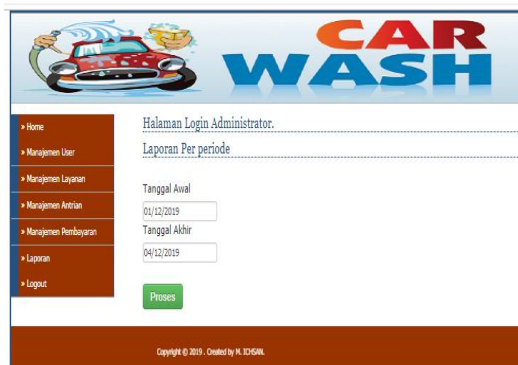 CAR
WASH
» Home
» Manajemen User
» Manajemen Layanan
» Manajemen Antrian
» Manajemen Pembayaran
» Laporan
» Logout
Halaman Login Administrator.
Laporan Per periode
Tanggal Awal
01/12/2019
Tanggal Akhir
04/12/2019
Proses
Copyright © 2019 . Created by M. ICHSAN.